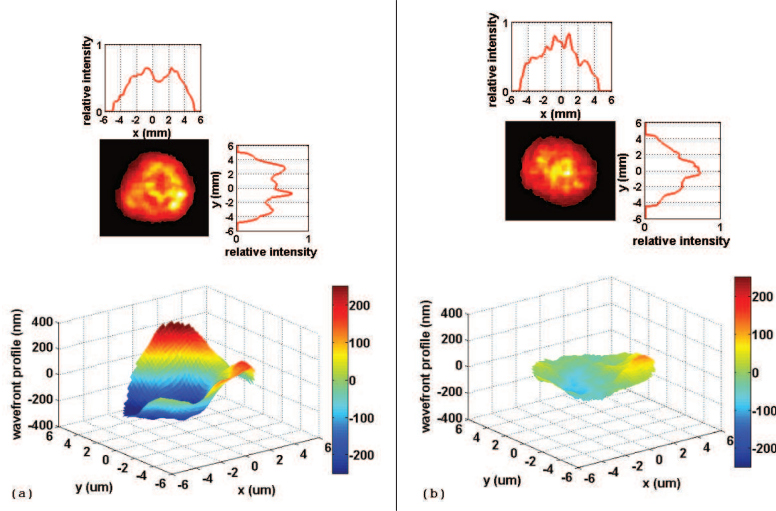 1
relative intensity
0
-6 -4 -2 0 2 4 6
x (mm)
6
4
2
0
-2
-4
-6
y (mm)
0 1
relative intensity
400
200
0
-200
-400
wavefront profile (nm)
6 4 2 0 -2 -4 -6
y (um)
-6 -4 -2 0 2 4 6
x (um)
200
100
0
-100
-200
(a)
1
relative intensity
0
-6 -4 -2 0 2 4 6
x (mm)
6
4
2
0
-2
-4
-6
y (mm)
0 1
relative intensity
400
200
0
-200
-400
wavefront profile (nm)
6 4 2 0 -2 -4 -6
y (um)
-6 -4 -2 0 2 4 6
x (um)
200
100
0
-100
-200
(b)